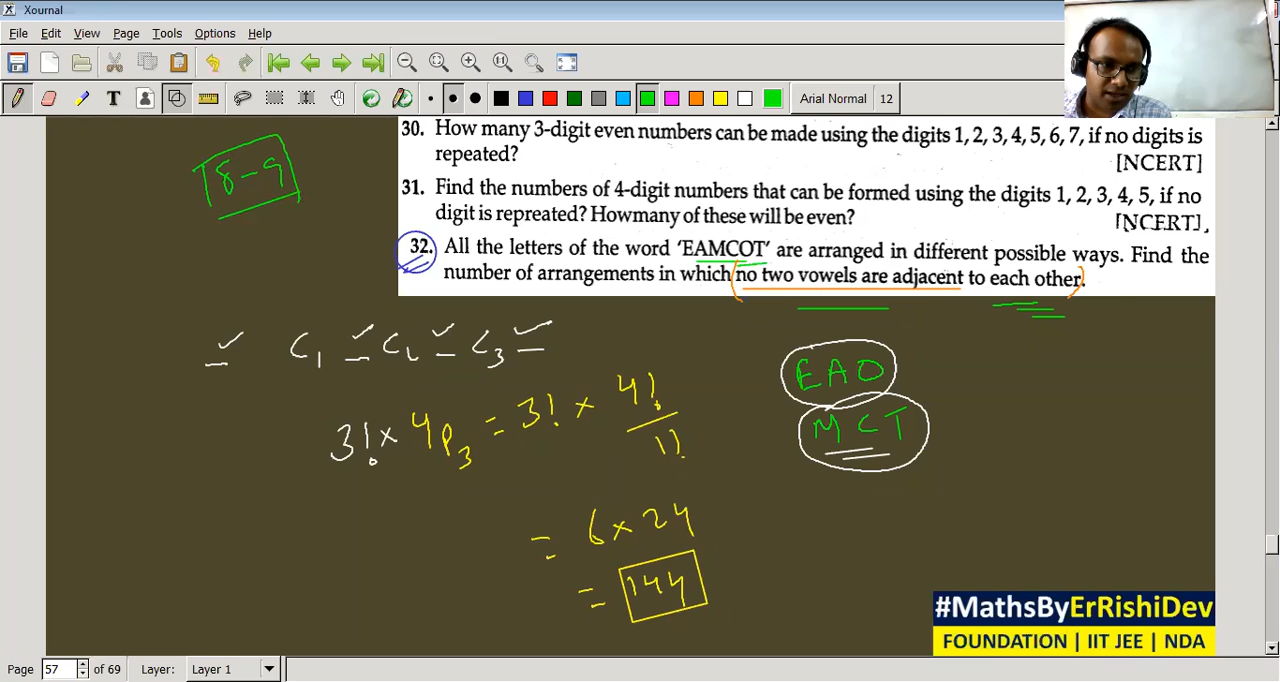 Xournal
File Edit View Page Tools Options Help
T Arial Normal 12
8-9
30. How many 3-digit even numbers can be made using the digits 1, 2, 3, 4, 5, 6, 7, if no digits is
repeated? [NCERT]
31. Find the numbers of 4-digit numbers that can be formed using the digits 1, 2, 3, 4, 5, if no
digit is repreated? Howmany of these will be even? [NCERT]
32. All the letters of the word ‘EAMCOT’ are arranged in different possible ways. Find the
number of arrangements in which no two vowels are adjacent to each other.
C1 C2 C3
EAO
MCT
3! × 4P3 = 3! × 4!/1!
= 6 × 24
= 144
#MathsByErRishiDev
FOUNDATION | IIT JEE | NDA
Page 57 of 69 Layer: Layer 1